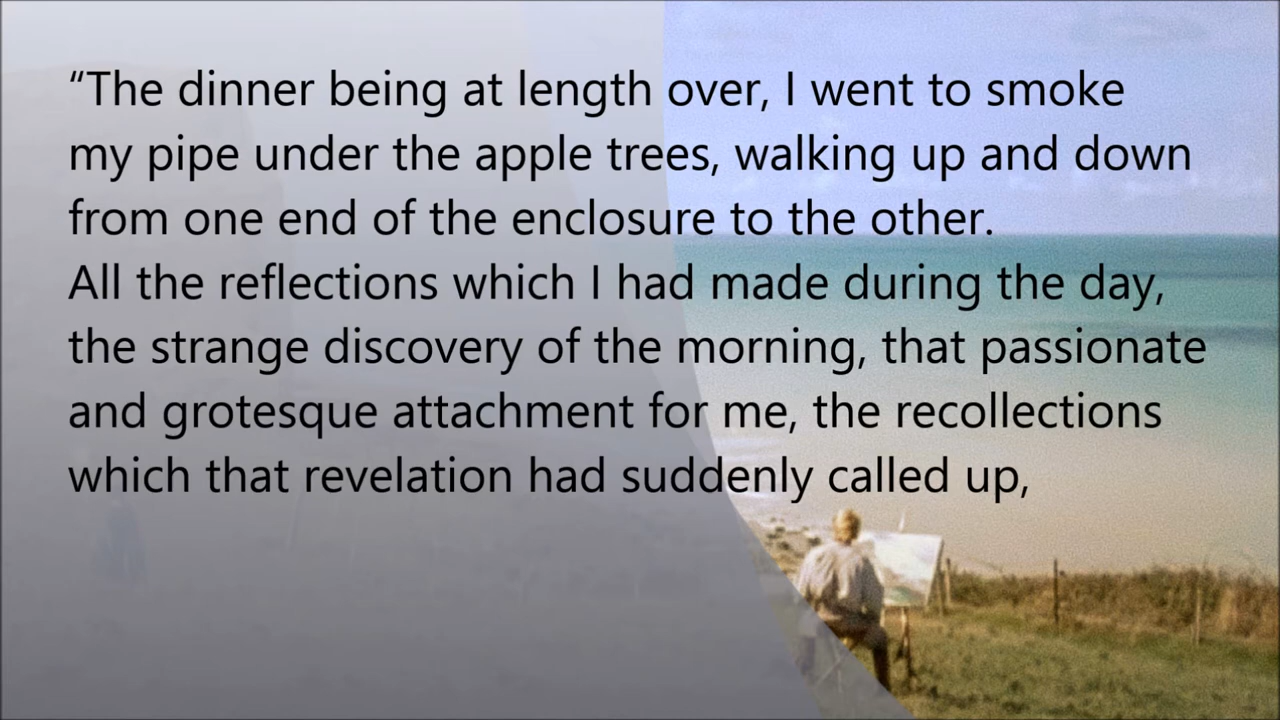 “The dinner being at length over, I went to smoke
my pipe under the apple trees, walking up and down
from one end of the enclosure to the other.
All the reflections which I had made during the day,
the strange discovery of the morning, that passionate
and grotesque attachment for me, the recollections
which that revelation had suddenly called up,